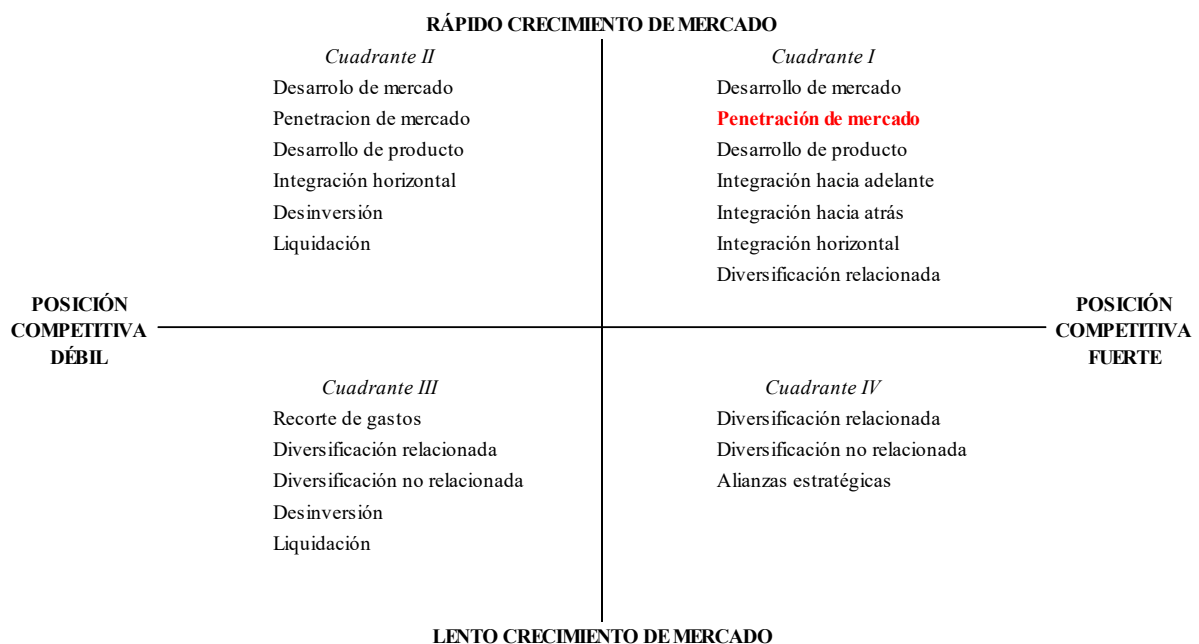 RÁPIDO CRECIMIENTO DE MERCADO
Cuadrante II
Desarrolo de mercado
Penetracion de mercado
Desarrollo de producto
Integración horizontal
Desinversión
Liquidación
Cuadrante I
Desarrollo de mercado
Penetración de mercado
Desarrollo de producto
Integración hacia adelante
Integración hacia atrás
Integración horizontal
Diversificación relacionada
POSICIÓN
COMPETITIVA
DÉBIL
POSICIÓN
COMPETITIVA
FUERTE
Cuadrante III
Recorte de gastos
Diversificación relacionada
Diversificación no relacionada
Desinversión
Liquidación
Cuadrante IV
Diversificación relacionada
Diversificación no relacionada
Alianzas estratégicas
LENTO CRECIMIENTO DE MERCADO